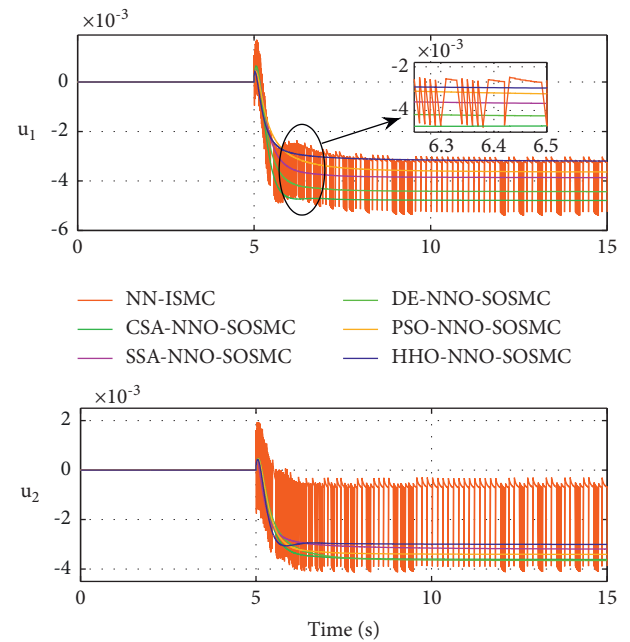 ×10⁻³
0
-2
-4
-6
u₁
0 5 10 15
×10⁻³
-2
-4
6.3 6.4 6.5
NN-ISMC
CSA-NNO-SOSMC
SSA-NNO-SOSMC
DE-NNO-SOSMC
PSO-NNO-SOSMC
HHO-NNO-SOSMC
×10⁻³
2
0
-2
-4
u₂
0 5 10 15
Time (s)